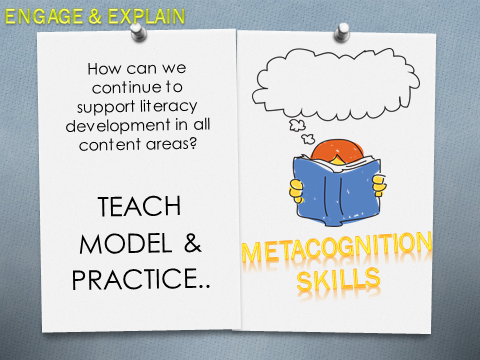 ENGAGE & EXPLAIN
How can we
continue to
support literacy
development in all
content areas?
TEACH
MODEL &
PRACTICE..
METACOGNITION
SKILLS